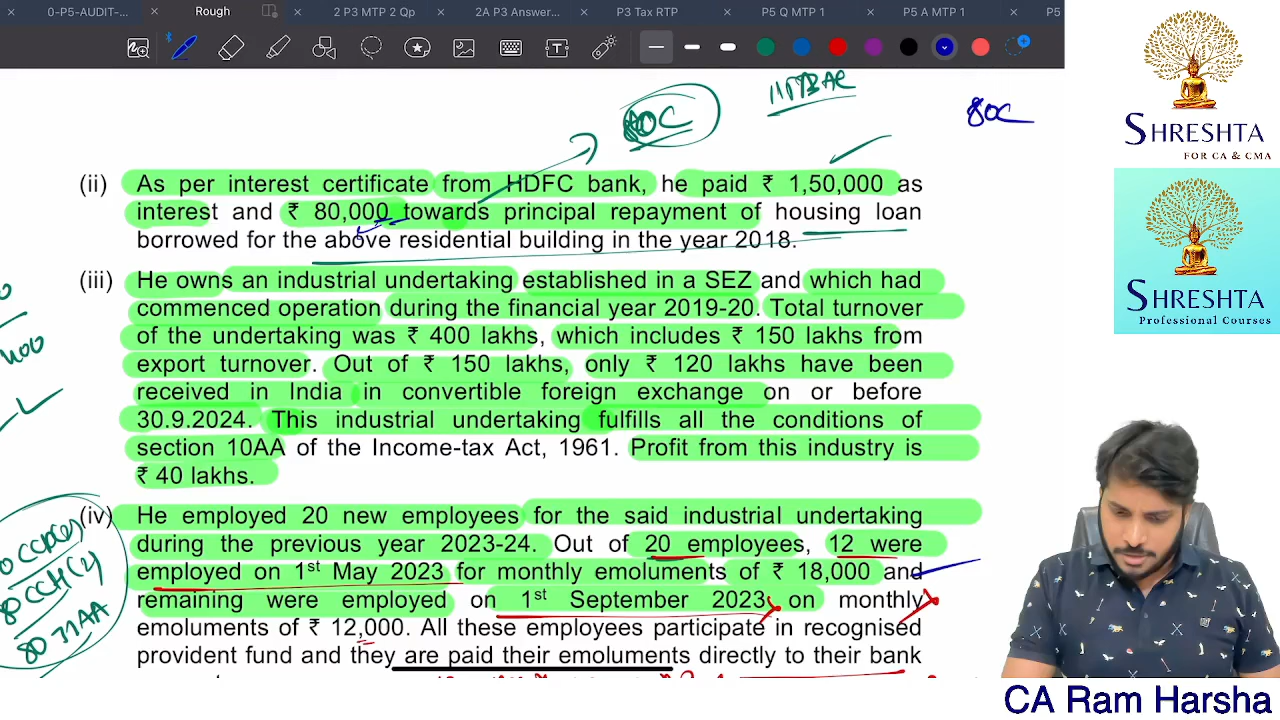 0-P5-AUDIT-...
Rough
2 P3 MTP 2 Qp
2A P3 Answer...
P3 Tax RTP
P5 Q MTP 1
P5 A MTP 1
P5
80C
115BAC
80C
SHRESHTA
FOR CA & CMA
(ii) As per interest certificate from HDFC bank, he paid ₹ 1,50,000 as
interest and ₹ 80,000 towards principal repayment of housing loan
borrowed for the above residential building in the year 2018.
SHRESHTA
Professional Courses
(iii) He owns an industrial undertaking established in a SEZ and which had
commenced operation during the financial year 2019-20. Total turnover
of the undertaking was ₹ 400 lakhs, which includes ₹ 150 lakhs from
export turnover. Out of ₹ 150 lakhs, only ₹ 120 lakhs have been
received in India in convertible foreign exchange on or before
30.9.2024. This industrial undertaking fulfills all the conditions of
section 10AA of the Income-tax Act, 1961. Profit from this industry is
₹ 40 lakhs.
400
(iv) He employed 20 new employees for the said industrial undertaking
during the previous year 2023-24. Out of 20 employees, 12 were
employed on 1st May 2023 for monthly emoluments of ₹ 18,000 and
remaining were employed on 1st September 2023 on monthly
emoluments of ₹ 12,000. All these employees participate in recognised
provident fund and they are paid their emoluments directly to their bank
80CCH(2)
80JJAA
CA Ram Harsha